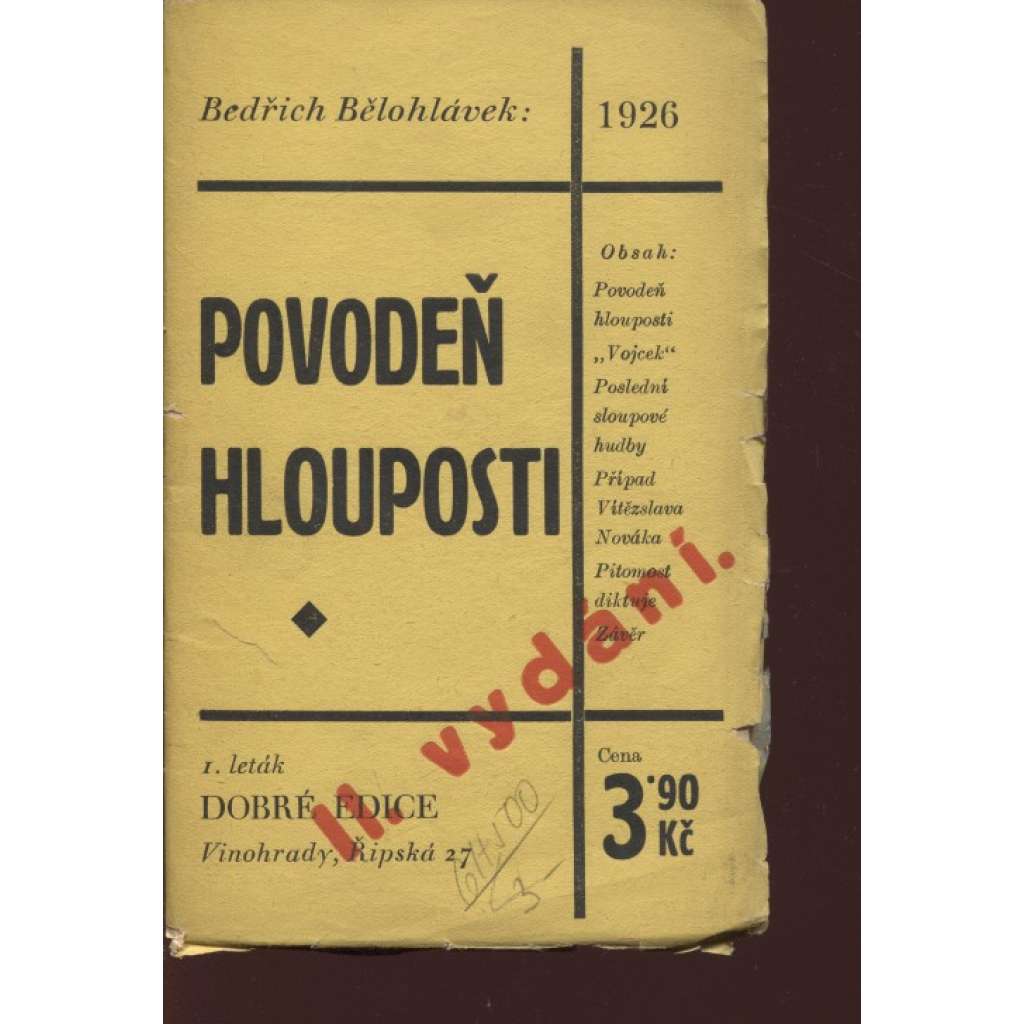 Bedřich Bělohlávek:
1926
POVODEŇ
HLOUPOSTI
Obsah:
Povodeň
hlouposti
„Vojcek“
Poslední
sloupové
hudby
Případ
Vítězslava
Nováka
Pitomost
diktuje
Závěr
II. vydání.
1. leták
DOBRÉ EDICE
Vinohrady, Řipská 27
Cena
3·90
Kč